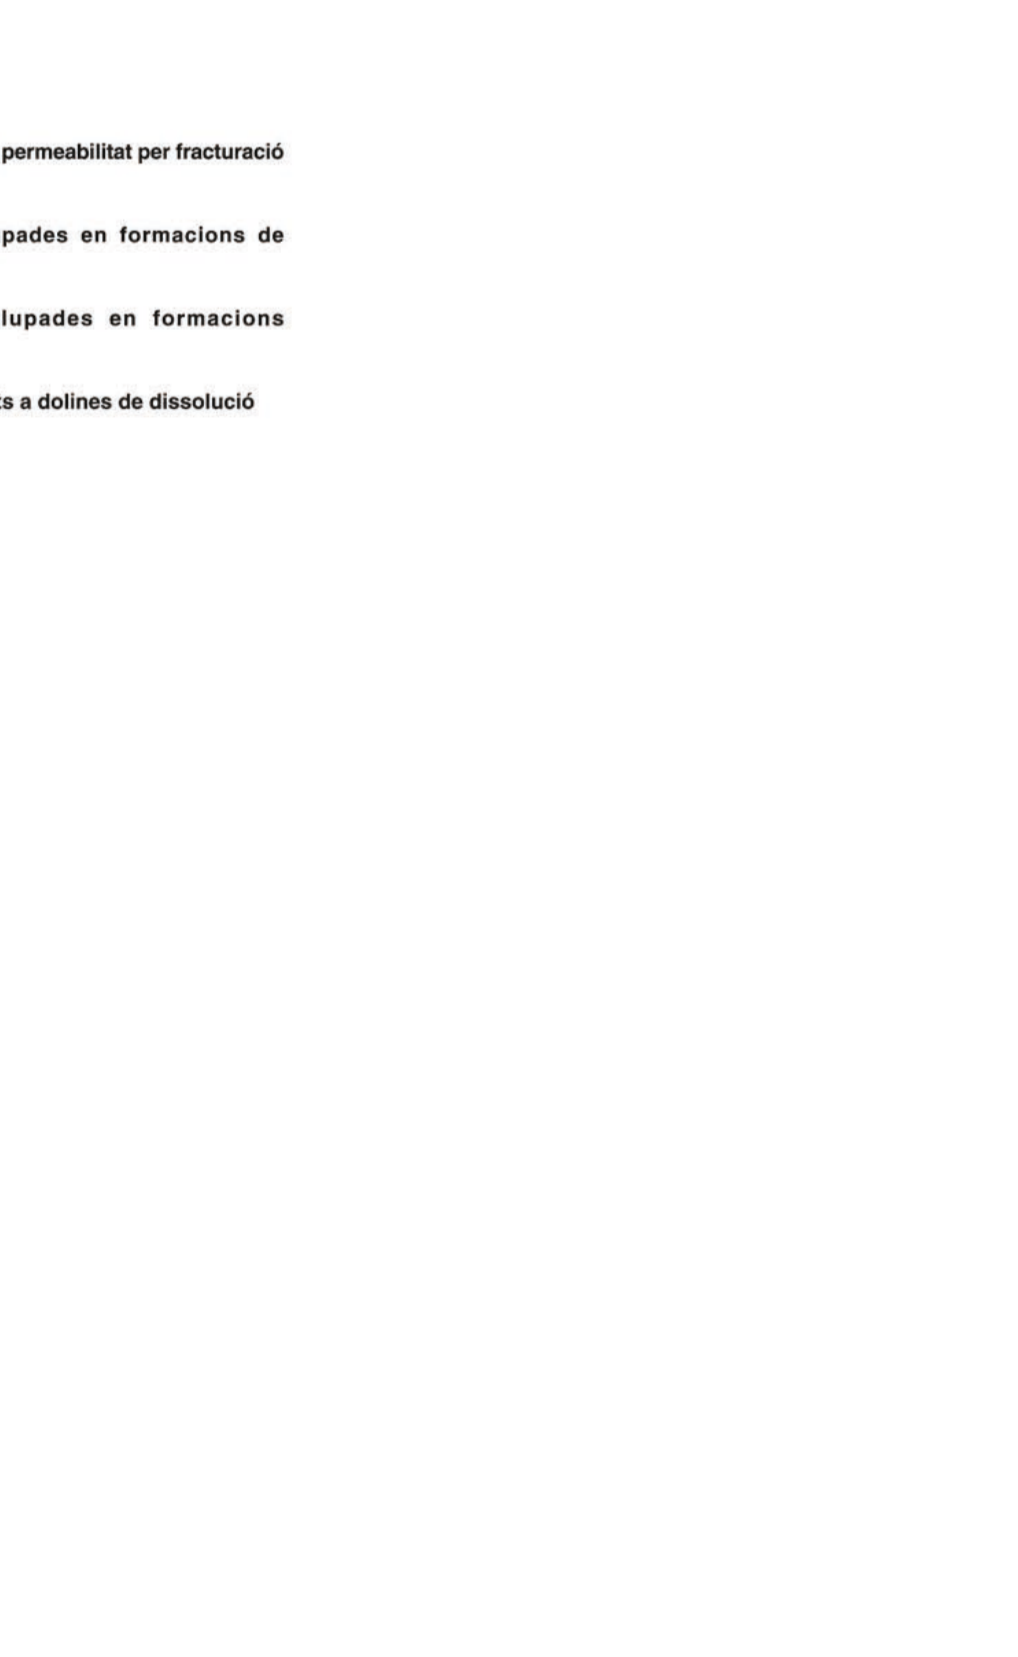 permeabilitat per fracturació
pades en formacions de
lupades en formacions
s a dolines de dissolució